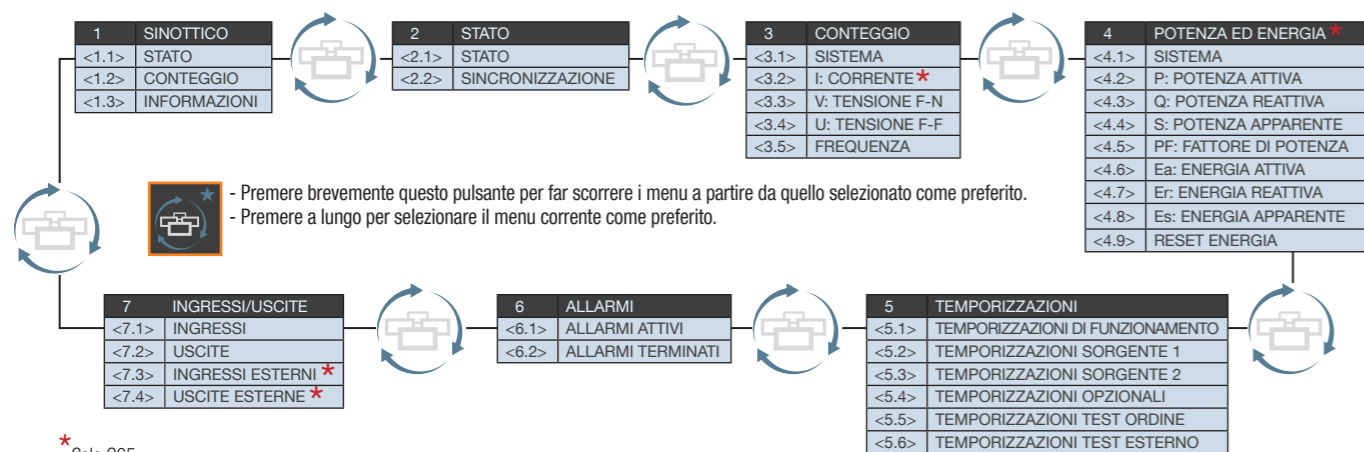 1 SINOTTICO
<1.1> STATO
<1.2> CONTEGGIO
<1.3> INFORMAZIONI
2 STATO
<2.1> STATO
<2.2> SINCRONIZZAZIONE
3 CONTEGGIO
<3.1> SISTEMA
<3.2> I: CORRENTE *
<3.3> V: TENSIONE F-N
<3.4> U: TENSIONE F-F
<3.5> FREQUENZA
4 POTENZA ED ENERGIA *
<4.1> SISTEMA
<4.2> P: POTENZA ATTIVA
<4.3> Q: POTENZA REATTIVA
<4.4> S: POTENZA APPARENTE
<4.5> PF: FATTORE DI POTENZA
<4.6> Ea: ENERGIA ATTIVA
<4.7> Er: ENERGIA REATTIVA
<4.8> Es: ENERGIA APPARENTE
<4.9> RESET ENERGIA
- Premere brevemente questo pulsante per far scorrere i menu a partire da quello selezionato come preferito.
- Premere a lungo per selezionare il menu corrente come preferito.
7 INGRESSI/USCITE
<7.1> INGRESSI
<7.2> USCITE
<7.3> INGRESSI ESTERNI *
<7.4> USCITE ESTERNE *
6 ALLARMI
<6.1> ALLARMI ATTIVI
<6.2> ALLARMI TERMINATI
5 TEMPORIZZAZIONI
<5.1> TEMPORIZZAZIONI DI FUNZIONAMENTO
<5.2> TEMPORIZZAZIONI SORGENTE 1
<5.3> TEMPORIZZAZIONI SORGENTE 2
<5.4> TEMPORIZZAZIONI OPZIONALI
<5.5> TEMPORIZZAZIONI TEST ORDINE
<5.6> TEMPORIZZAZIONI TEST ESTERNO
*